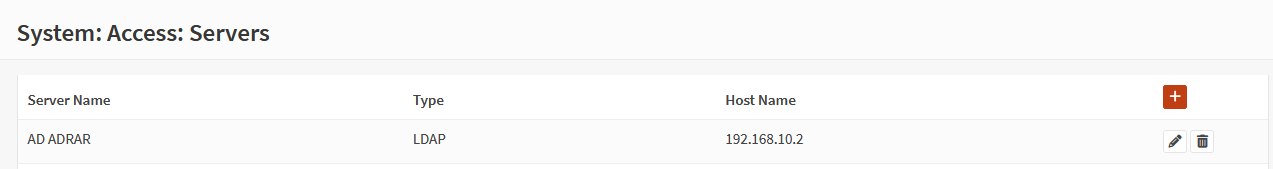 System: Access: Servers
Server Name Type Host Name
AD ADRAR LDAP 192.168.10.2